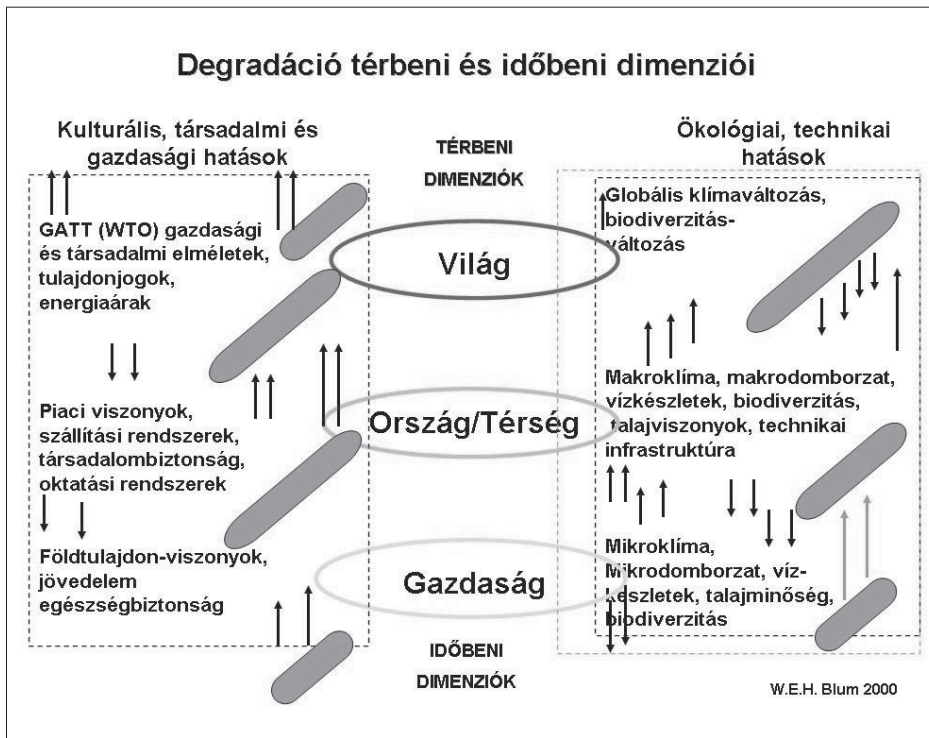 Degradáció térbeni és időbeni dimenziói
Kulturális, társadalmi és
gazdasági hatások
TÉRBENI
DIMENZIÓK
Ökológiai, technikai
hatások
GATT (WTO) gazdasági
és társadalmi elméletek,
tulajdonjogok,
energiaárak
Világ
Globális klímaváltozás,
biodiverzitás-
változás
Piaci viszonyok,
szállítási rendszerek,
társadalombiztonság,
oktatási rendszerek
Ország/Térség
Makroklíma, makrodomborzat,
vízkészletek, biodiverzitás,
talajviszonyok, technikai
infrastruktúra
Földtulajdon-viszonyok,
jövedelem
egészségbiztonság
Gazdaság
Mikroklíma,
Mikrodomborzat, víz-
készletek, talajminőség,
biodiverzitás
IDŐBENI
DIMENZIÓK
W.E.H. Blum 2000